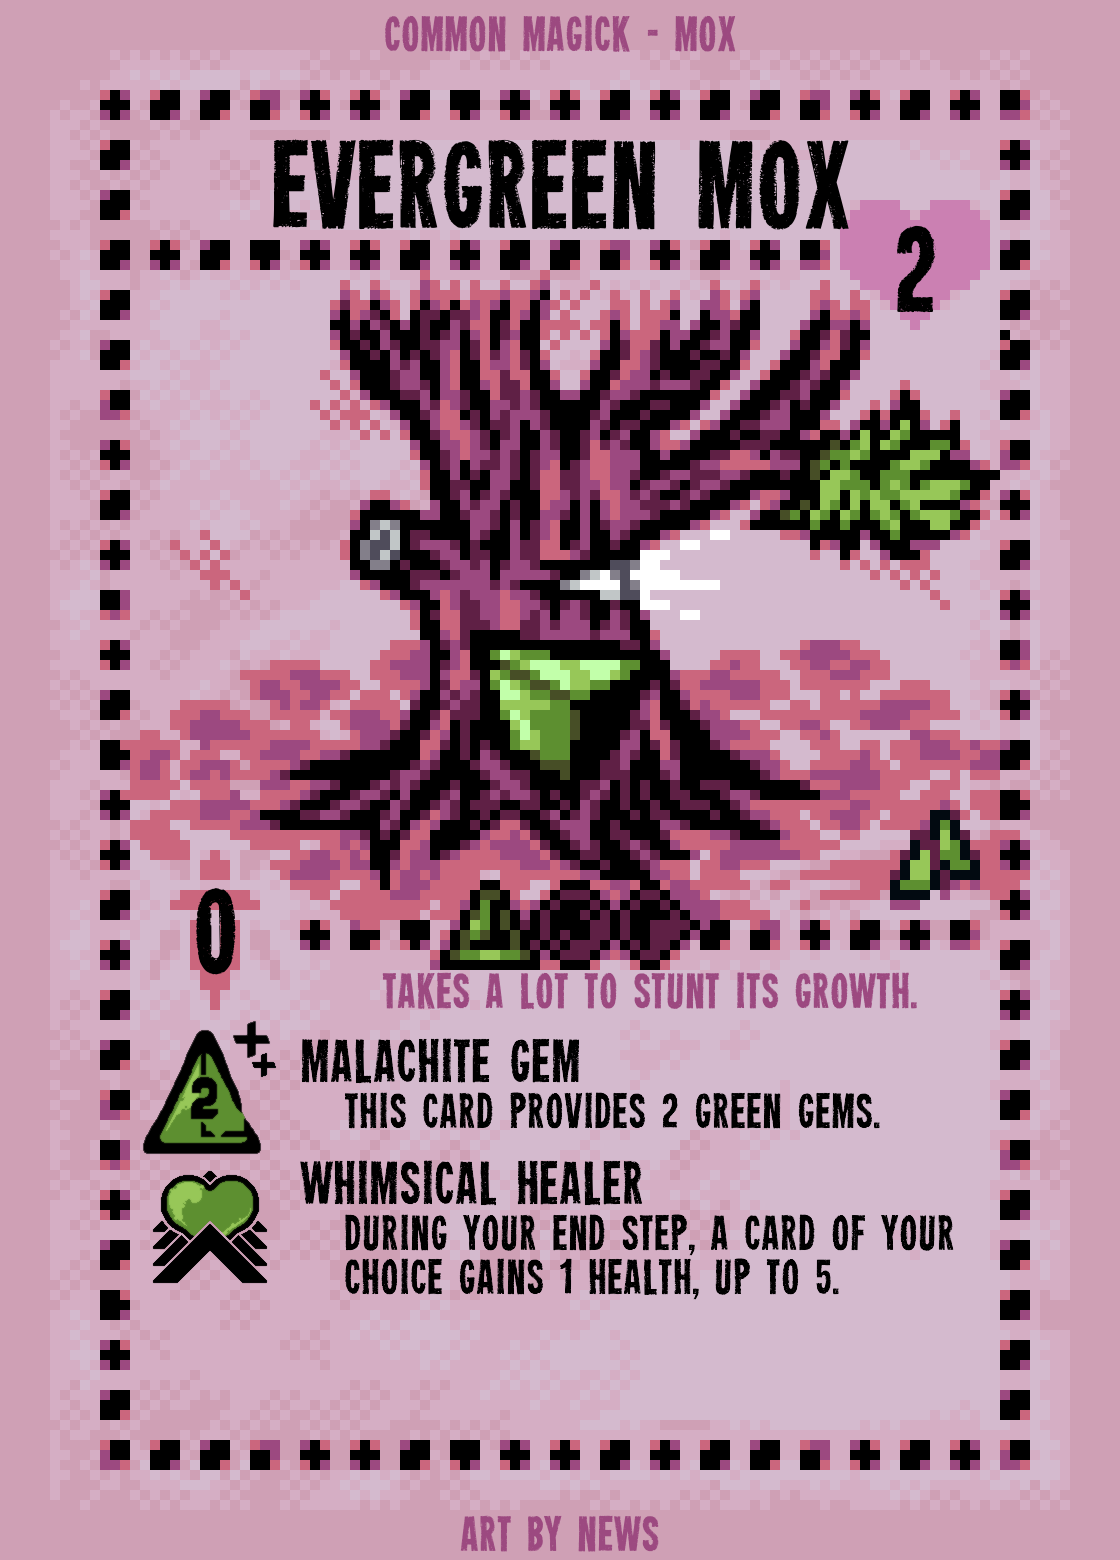 COMMON MAGICK - MOX
EVERGREEN MOX
2
0
TAKES A LOT TO STUNT ITS GROWTH.
2
MALACHITE GEM
THIS CARD PROVIDES 2 GREEN GEMS.
WHIMSICAL HEALER
DURING YOUR END STEP, A CARD OF YOUR
CHOICE GAINS 1 HEALTH, UP TO 5.
ART BY NEWS